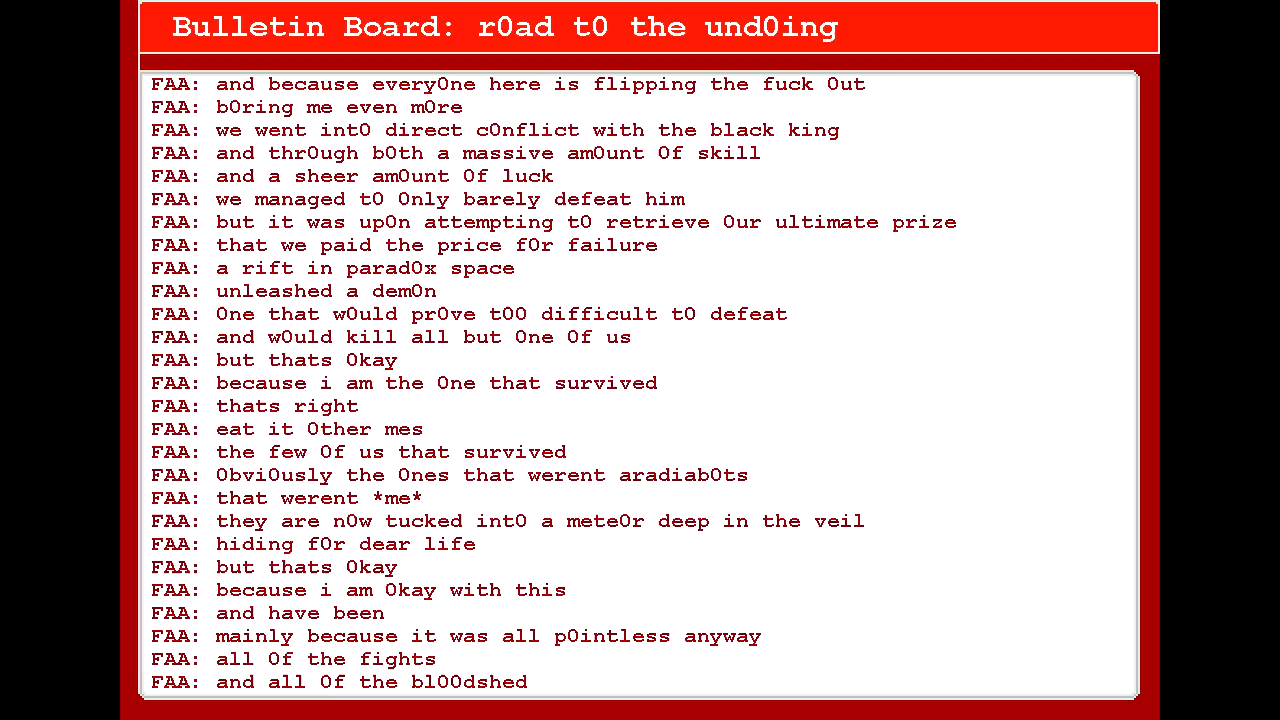 Bulletin Board: r0ad t0 the und0ing
FAA: and because every0ne here is flipping the fuck 0ut
FAA: b0ring me even m0re
FAA: we went int0 direct c0nflict with the black king
FAA: and thr0ugh b0th a massive am0unt 0f skill
FAA: and a sheer am0unt 0f luck
FAA: we managed t0 0nly barely defeat him
FAA: but it was up0n attempting t0 retrieve 0ur ultimate prize
FAA: that we paid the price f0r failure
FAA: a rift in parad0x space
FAA: unleashed a dem0n
FAA: 0ne that w0uld pr0ve t00 difficult t0 defeat
FAA: and w0uld kill all but 0ne 0f us
FAA: but thats 0kay
FAA: because i am the 0ne that survived
FAA: thats right
FAA: eat it 0ther mes
FAA: the few 0f us that survived
FAA: 0bvi0usly the 0nes that werent aradiab0ts
FAA: that werent *me*
FAA: they are n0w tucked int0 a mete0r deep in the veil
FAA: hiding f0r dear life
FAA: but thats 0kay
FAA: because i am 0kay with this
FAA: and have been
FAA: mainly because it was all p0intless anyway
FAA: all 0f the fights
FAA: and all 0f the bl00dshed